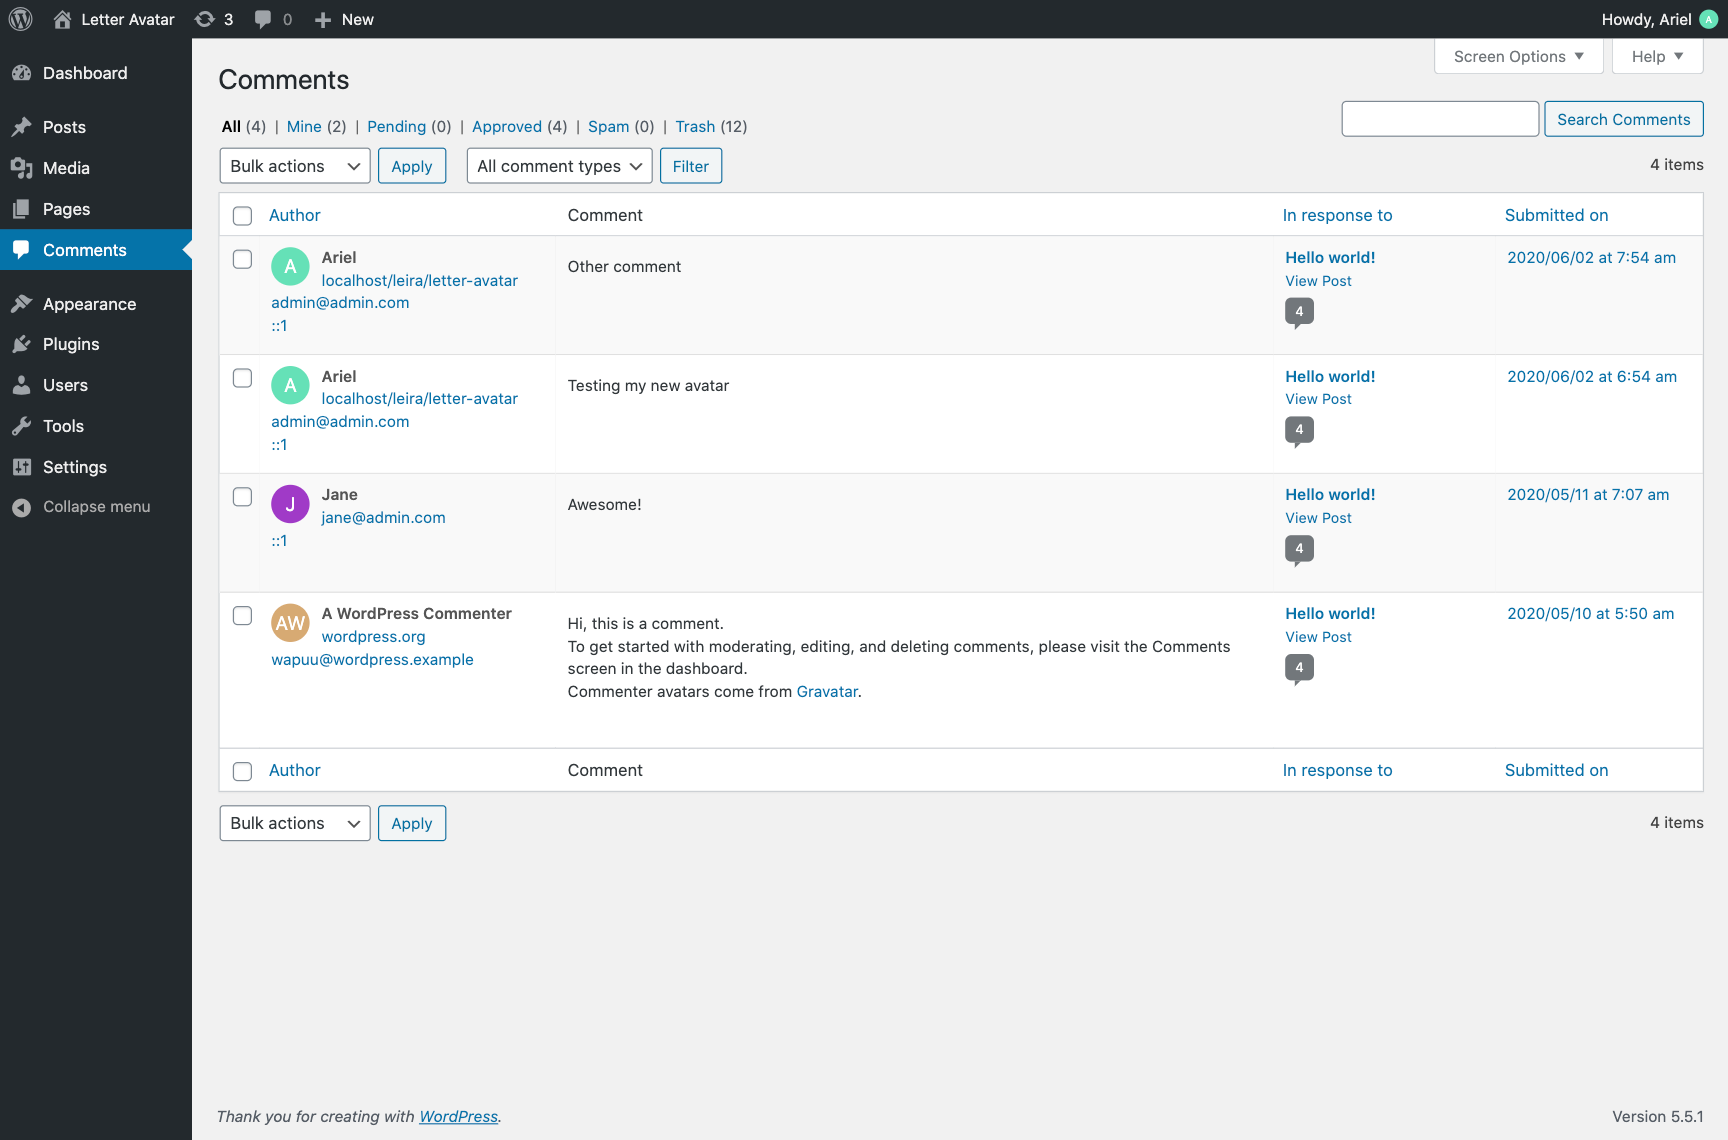 Letter Avatar 3 0 New Howdy, Ariel A
Dashboard
Posts
Media
Pages
Comments
Appearance
Plugins
Users
Tools
Settings
Collapse menu
Screen Options Help
Comments
All (4) | Mine (2) | Pending (0) | Approved (4) | Spam (0) | Trash (12)
Search Comments
Bulk actions Apply All comment types Filter 4 items
Author Comment In response to Submitted on
A Ariel
localhost/leira/letter-avatar
admin@admin.com
::1
Other comment
Hello world!
View Post
4
2020/06/02 at 7:54 am
A Ariel
localhost/leira/letter-avatar
admin@admin.com
::1
Testing my new avatar
Hello world!
View Post
4
2020/06/02 at 6:54 am
J Jane
jane@admin.com
::1
Awesome!
Hello world!
View Post
4
2020/05/11 at 7:07 am
AW A WordPress Commenter
wordpress.org
wapuu@wordpress.example
Hi, this is a comment.
To get started with moderating, editing, and deleting comments, please visit the Comments
screen in the dashboard.
Commenter avatars come from Gravatar.
Hello world!
View Post
4
2020/05/10 at 5:50 am
Author Comment In response to Submitted on
Bulk actions Apply 4 items
Thank you for creating with WordPress. Version 5.5.1